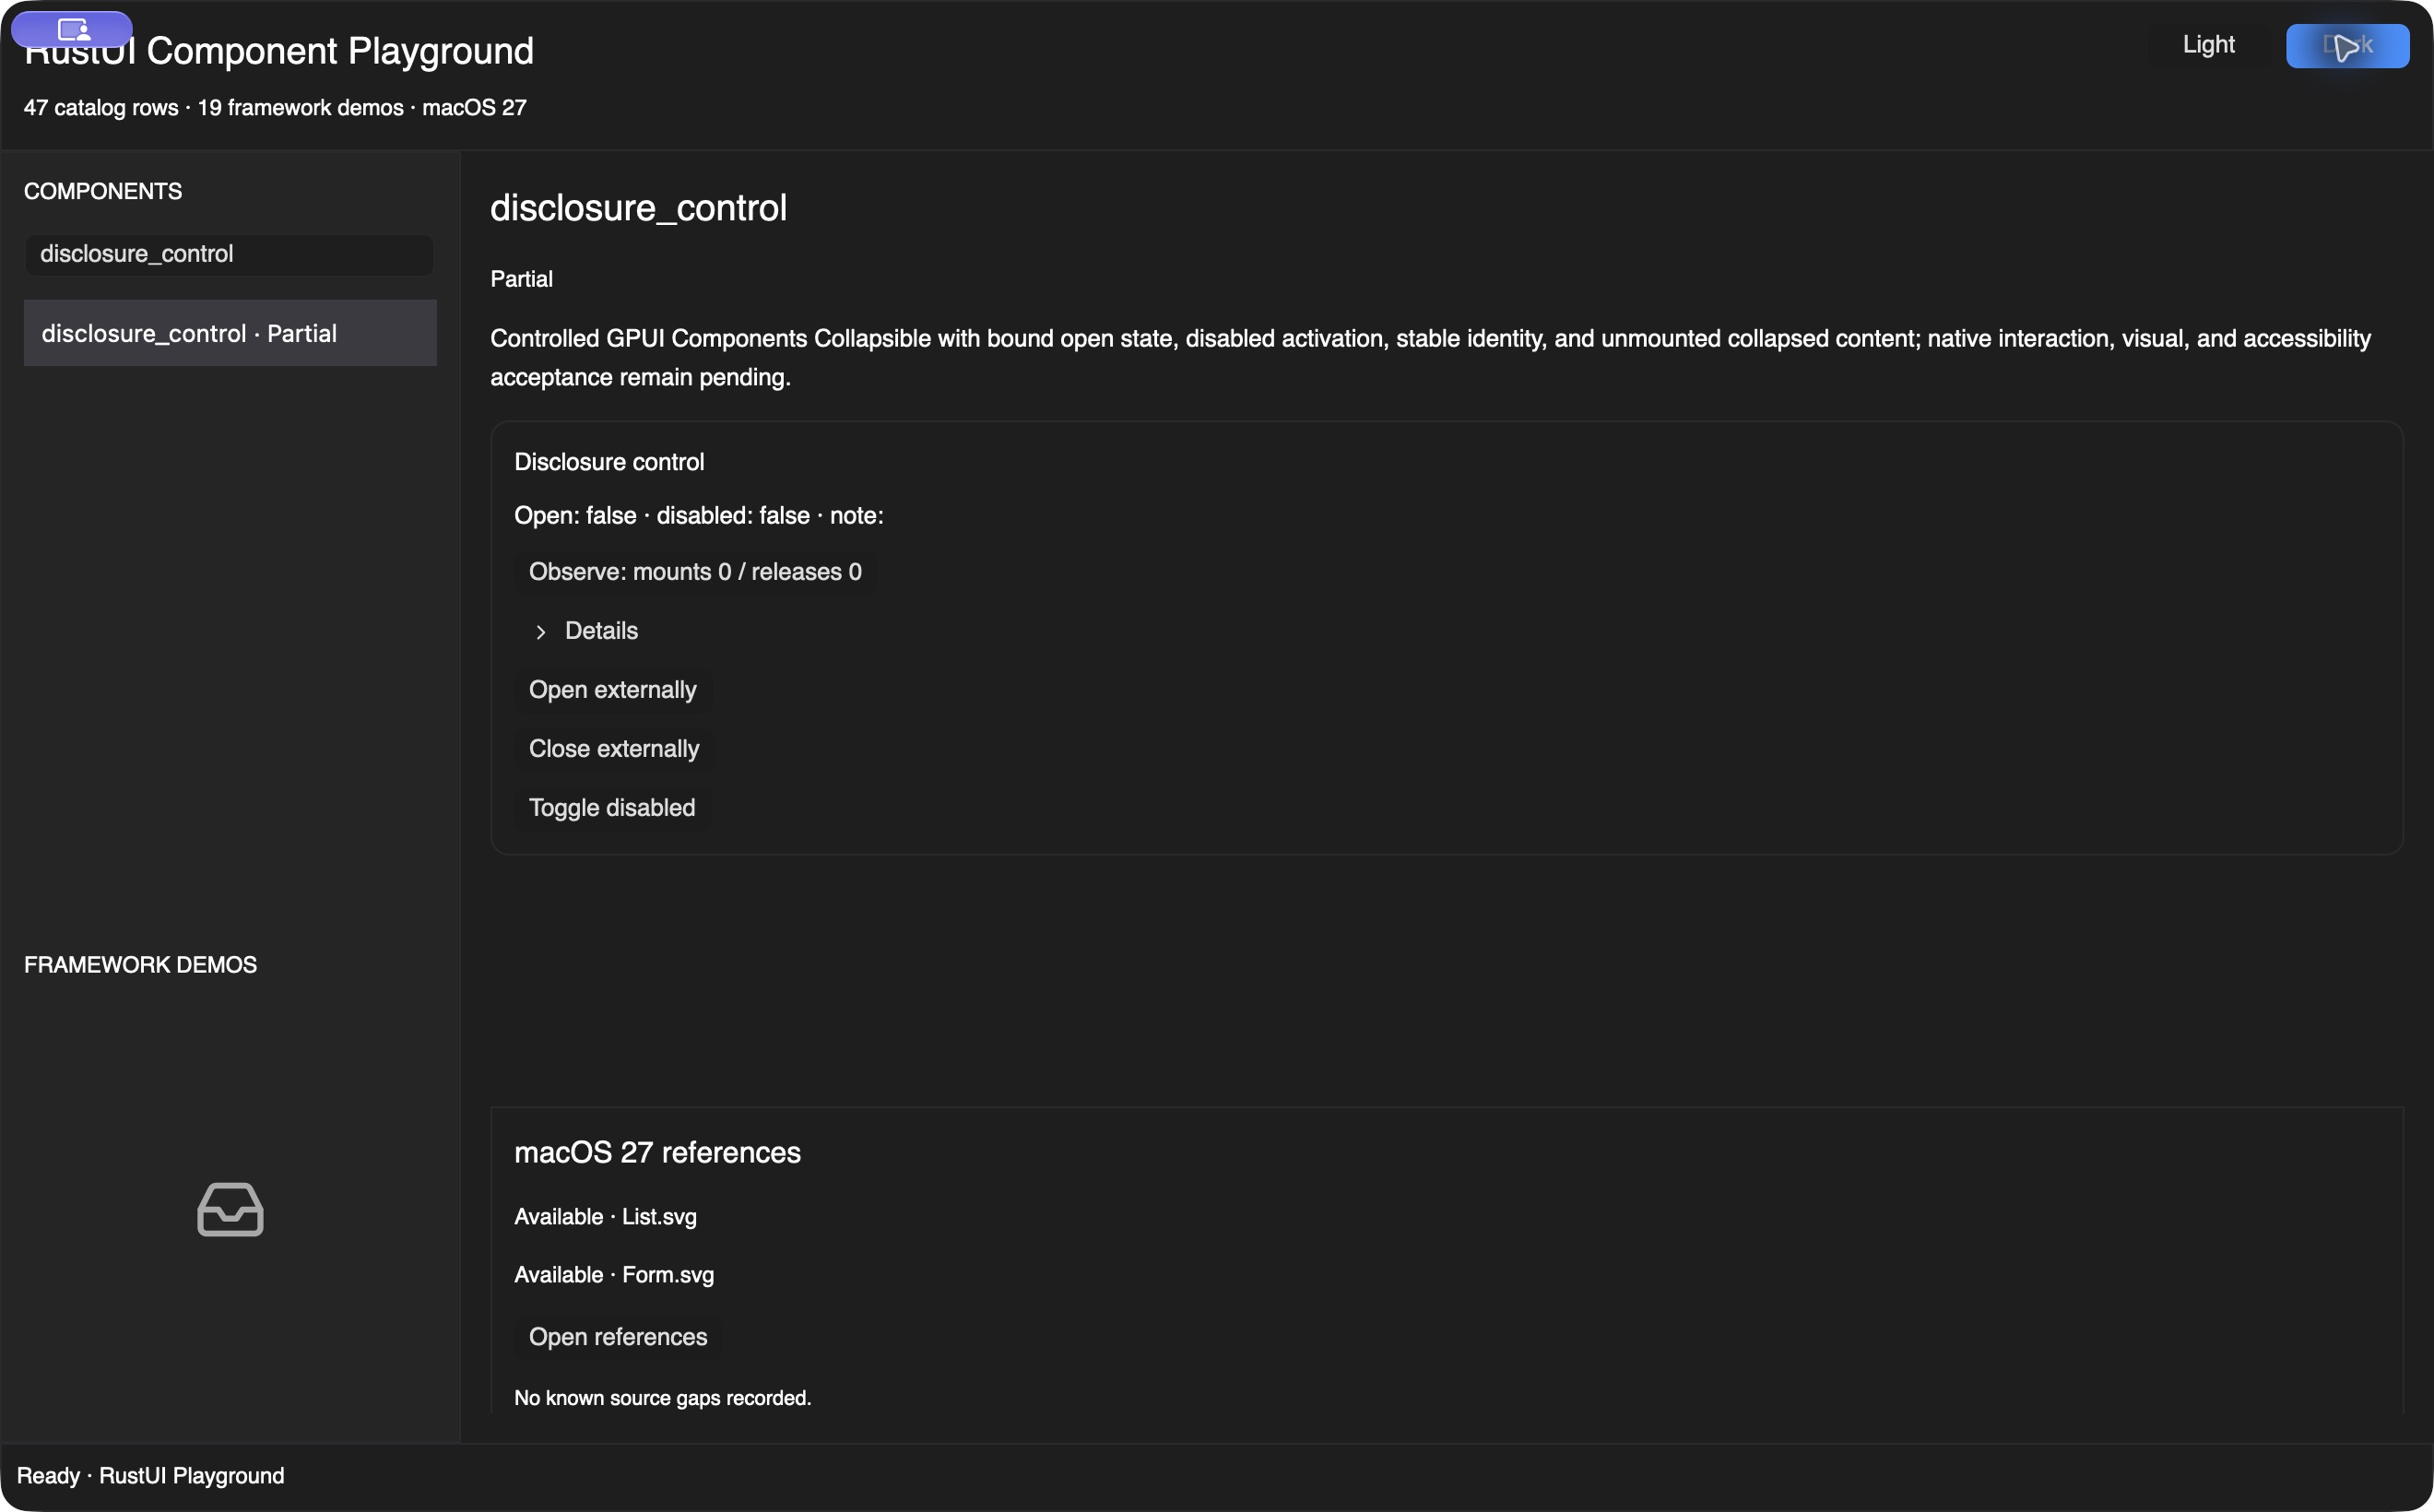 RustUI Component Playground
47 catalog rows · 19 framework demos · macOS 27
Light
COMPONENTS
disclosure_control
disclosure_control · Partial
FRAMEWORK DEMOS
disclosure_control
Partial
Controlled GPUI Components Collapsible with bound open state, disabled activation, stable identity, and unmounted collapsed content; native interaction, visual, and accessibility
acceptance remain pending.
Disclosure control
Open: false · disabled: false · note:
Observe: mounts 0 / releases 0
Details
Open externally
Close externally
Toggle disabled
macOS 27 references
Available · List.svg
Available · Form.svg
Open references
No known source gaps recorded.
Ready · RustUI Playground